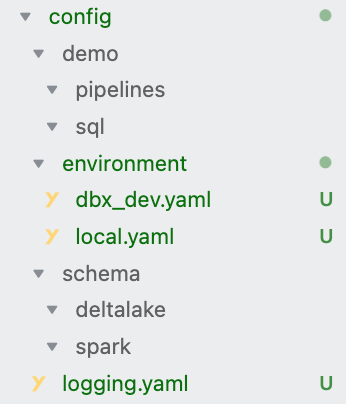 config
demo
pipelines
sql
environment
dbx_dev.yaml U
local.yaml U
schema
deltalake
spark
logging.yaml U